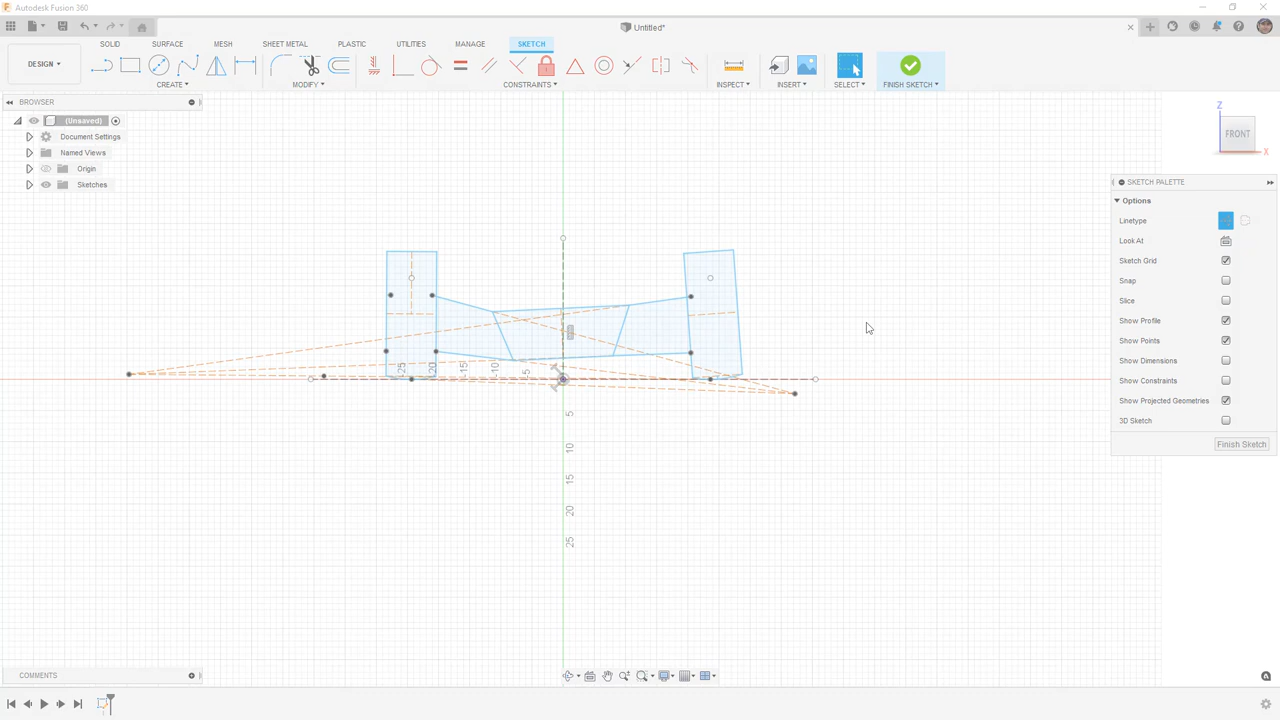 Autodesk Fusion 360
Untitled*
DESIGN
SOLID SURFACE MESH SHEET METAL PLASTIC UTILITIES MANAGE SKETCH
CREATE MODIFY CONSTRAINTS INSPECT INSERT SELECT FINISH SKETCH
BROWSER
(Unsaved)
Document Settings
Named Views
Origin
Sketches
Z
FRONT
X
SKETCH PALETTE
Options
Linetype
Look At
Sketch Grid
Snap
Slice
Show Profile
Show Points
Show Dimensions
Show Constraints
Show Projected Geometries
3D Sketch
Finish Sketch
-25
-20
-15
-10
-5
5
10
15
20
25
COMMENTS